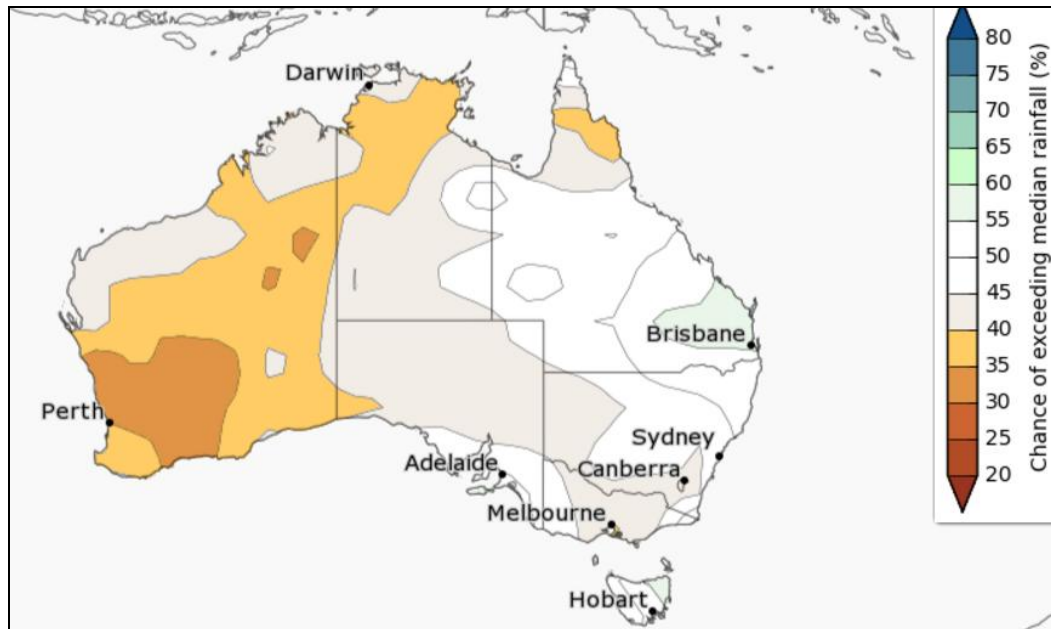 Darwin
Brisbane
Perth
Sydney
Adelaide
Canberra
Melbourne
Hobart
80
75
70
65
60
55
50
45
40
35
30
25
20
Chance of exceeding median rainfall (%)